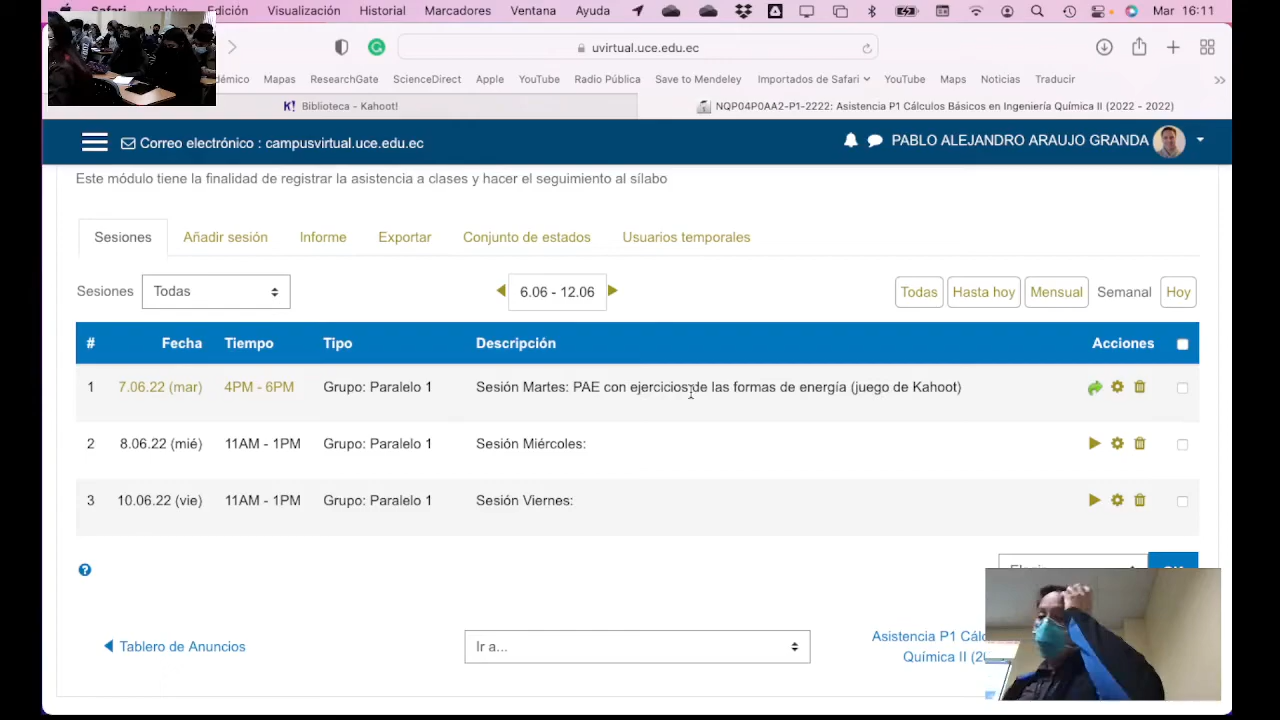 Safari Archivo Edición Visualización Historial Marcadores Ventana Ayuda Mar 16:11
uvirtual.uce.edu.ec
Mapas ResearchGate ScienceDirect Apple YouTube Radio Pública Save to Mendeley Importados de Safari YouTube Maps Noticias Traducir
K! Biblioteca - Kahoot! NQP04P0AA2-P1-2222: Asistencia P1 Cálculos Básicos en Ingeniería Química II (2022 - 2022)
Correo electrónico : campusvirtual.uce.edu.ec PABLO ALEJANDRO ARAUJO GRANDA
Este módulo tiene la finalidad de registrar la asistencia a clases y hacer el seguimiento al sílabo
Sesiones Añadir sesión Informe Exportar Conjunto de estados Usuarios temporales
Sesiones Todas 6.06 - 12.06 Todas Hasta hoy Mensual Semanal Hoy
# Fecha Tiempo Tipo Descripción Acciones
1 7.06.22 (mar) 4PM - 6PM Grupo: Paralelo 1 Sesión Martes: PAE con ejercicios de las formas de energía (juego de Kahoot)
2 8.06.22 (mié) 11AM - 1PM Grupo: Paralelo 1 Sesión Miércoles:
3 10.06.22 (vie) 11AM - 1PM Grupo: Paralelo 1 Sesión Viernes:
?
Tablero de Anuncios Ir a... Asistencia P1
Química II